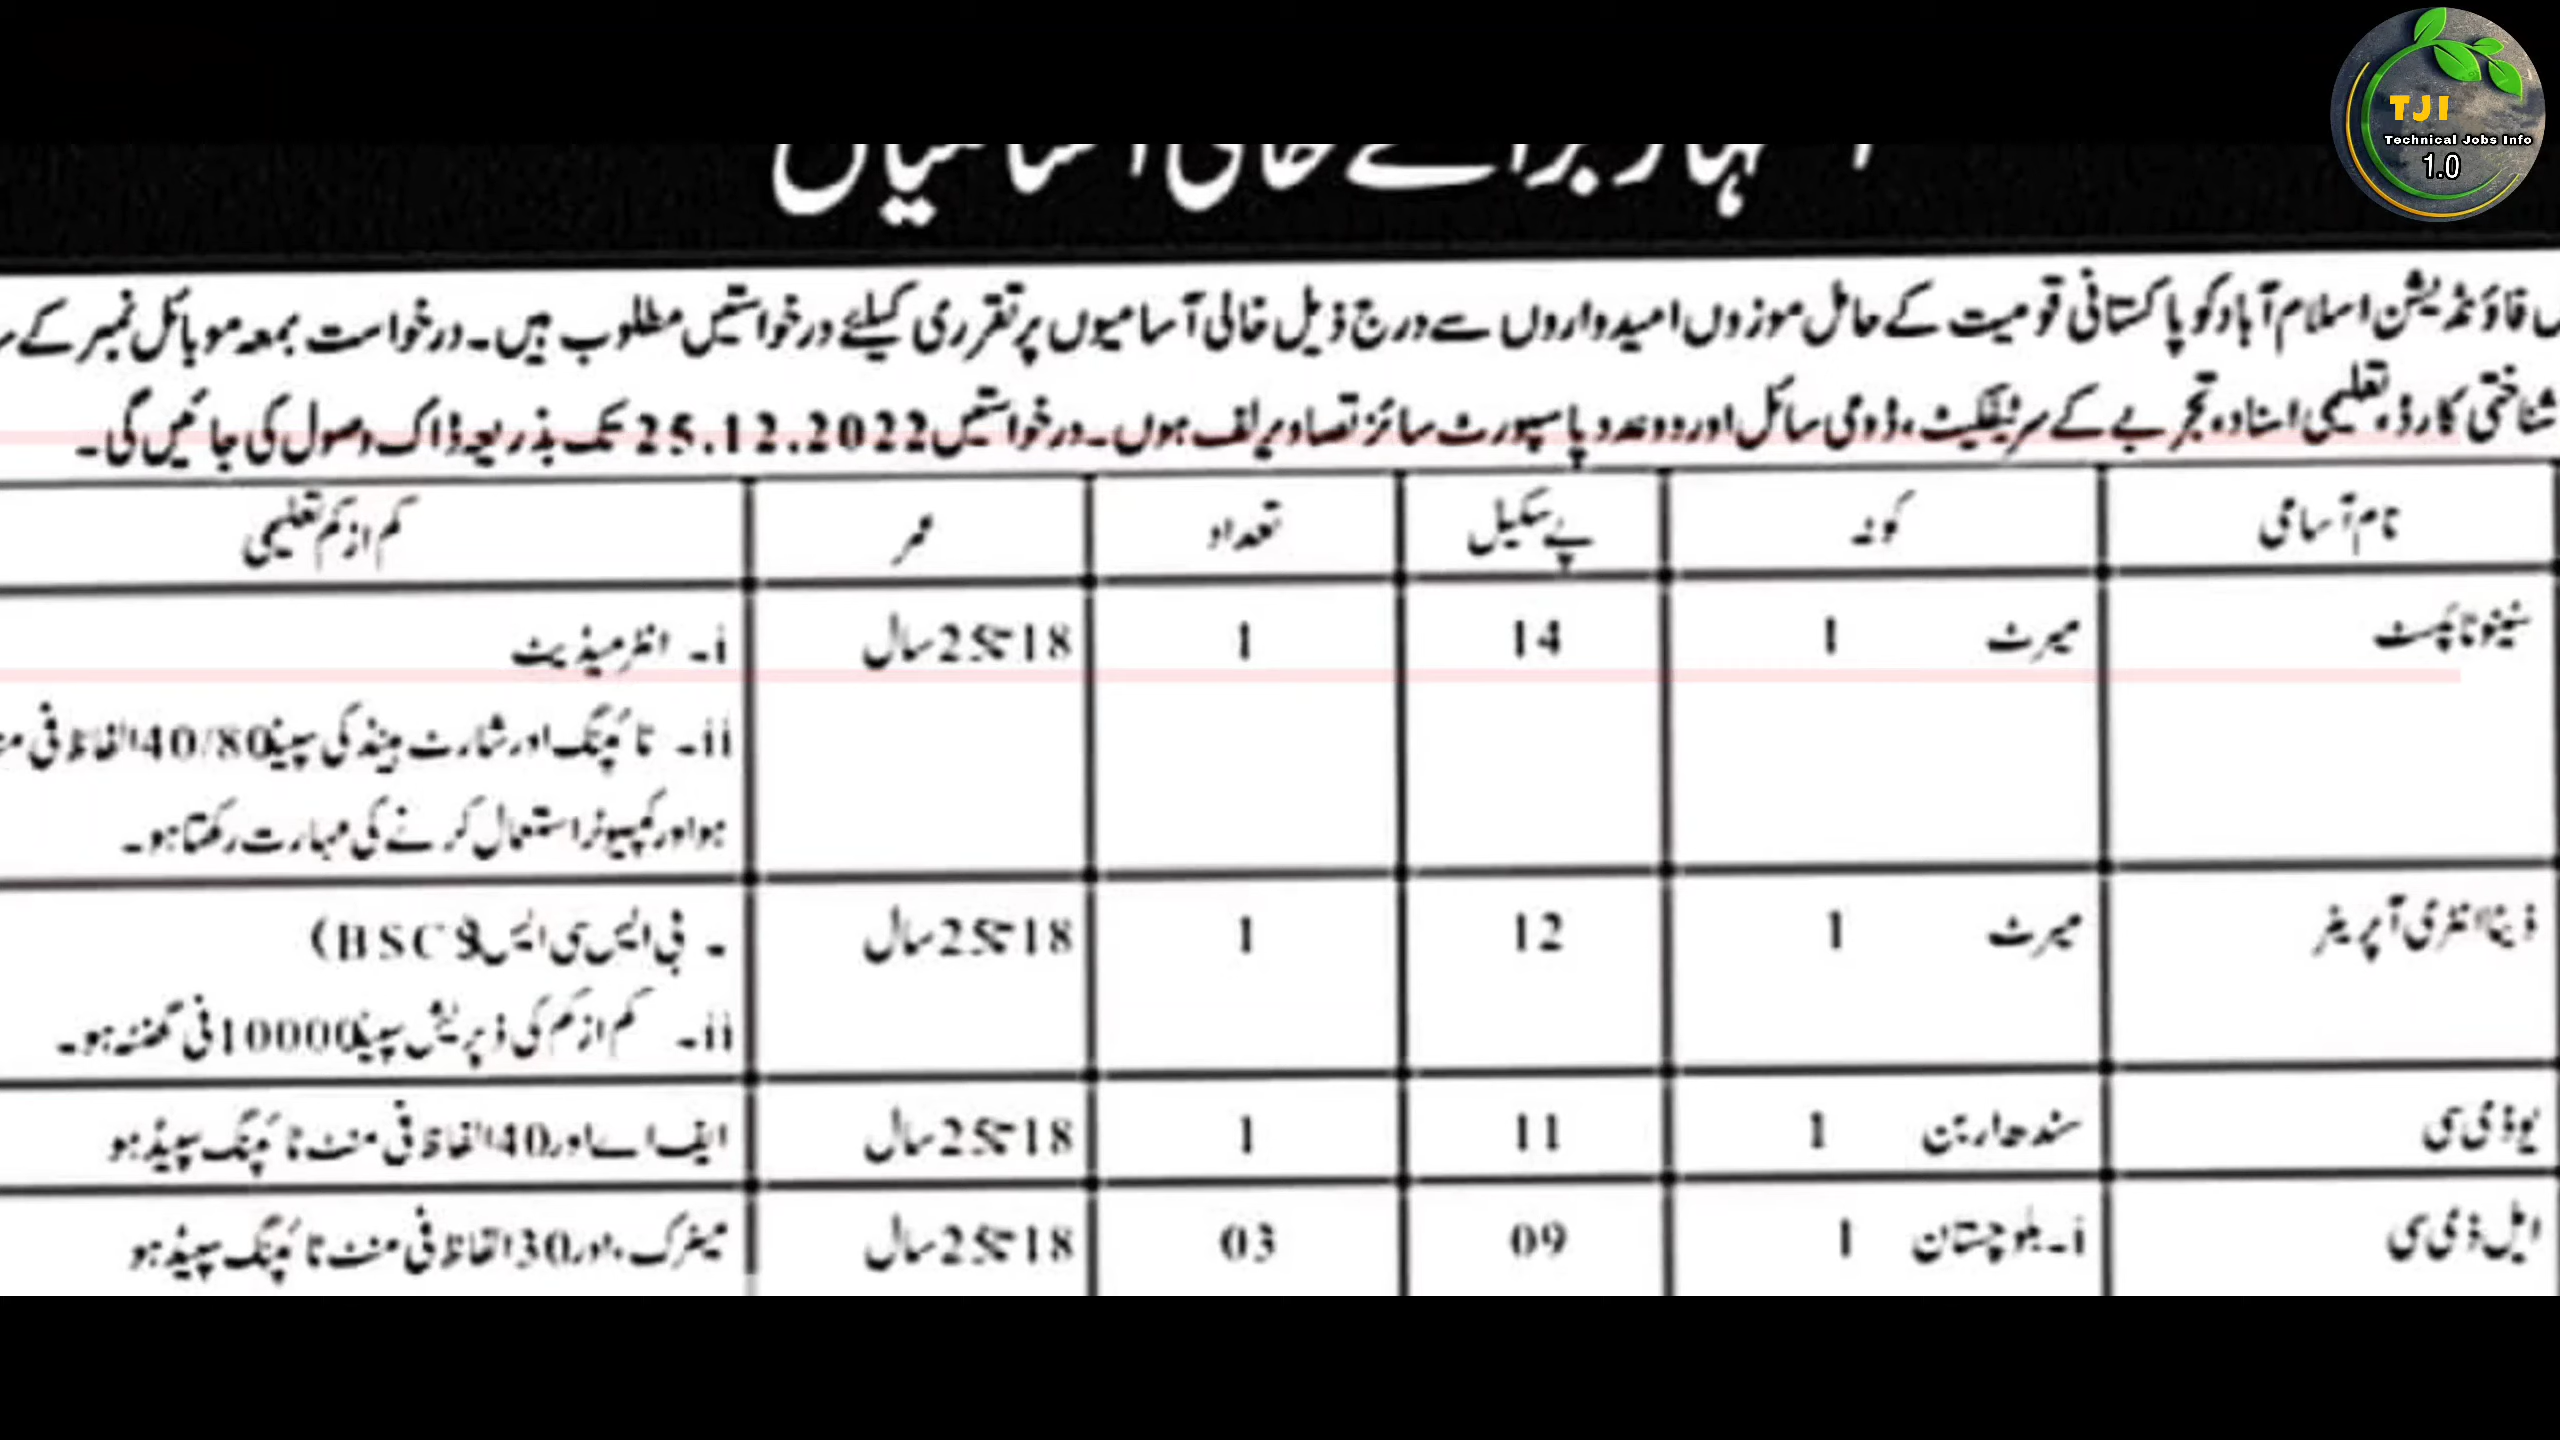 TJI
Technical Jobs Info
1.0
اشتہار برائے خالی اسامیاں
فاؤنڈیشن اسلام آباد کو پاکستانی قومیت کے حامل موزوں امیدواروں سے درج ذیل خالی آسامیوں پر تقرری کیلئے درخواستیں مطلوب ہیں۔ درخواست بمعہ موبائل نمبر کے
شناختی کارڈ، تعلیمی اسناد، تجربے کے سرٹیفکیٹ، ڈومی سائل اور دو عدد پاسپورٹ سائز تصاویر لف ہوں۔ درخواستیں 25.12.2022 تک بذریعہ ڈاک وصول کی جائیں گی۔
نام آسامی کوٹہ پے سکیل تعداد عمر کم از کم تعلیمی
سٹینو ٹائپسٹ میرٹ 1 14 1 18 تا 25 سال i۔ انٹرمیڈیٹ
ii۔ ٹائپنگ اور شارٹ ہینڈ کی سپیڈ 40/80 الفاظ فی
ہو اور کمپیوٹر استعمال کرنے کی مہارت رکھتا ہو۔
ڈیٹا انٹری آپریٹر میرٹ 1 12 1 18 تا 25 سال ۔ بی ایس سی ایس (BSCS)
ii۔ کم از کم کی ڈپریشن سپیڈ 10000 فی گھنٹہ ہو۔
یو ڈی سی سندھ اربن 1 11 1 18 تا 25 سال ایف اے اور 40 الفاظ فی منٹ ٹائپنگ سپیڈ ہو
ایل ڈی سی i۔ بلوچستان 1 09 03 18 تا 25 سال میٹرک، اور 30 الفاظ فی منٹ ٹائپنگ سپیڈ ہو